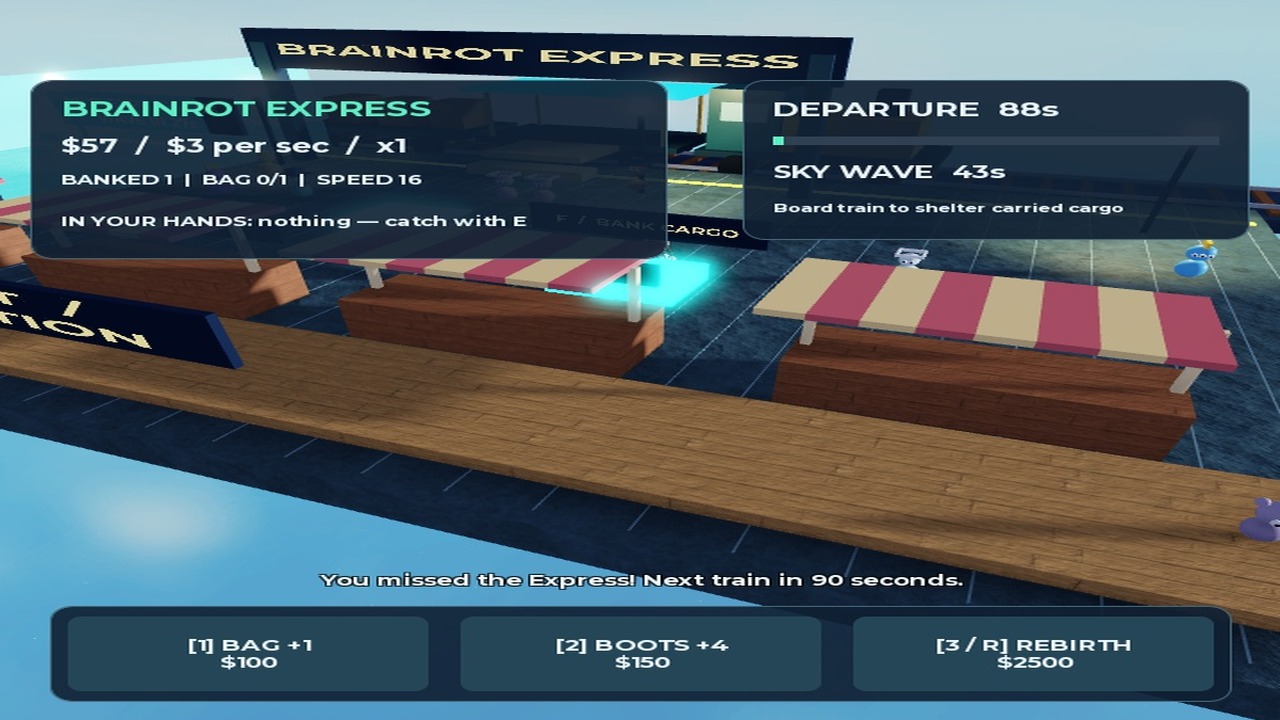 BRAINROT EXPRESS
BRAINROT EXPRESS
$57 / $3 per sec / x1
BANKED 1 | BAG 0/1 | SPEED 16
IN YOUR HANDS: nothing — catch with E
E / BANK CARGO
DEPARTURE 88s
SKY WAVE 43s
Board train to shelter carried cargo
T /
TION
You missed the Express! Next train in 90 seconds.
[1] BAG +1
$100
[2] BOOTS +4
$150
[3 / R] REBIRTH
$2500